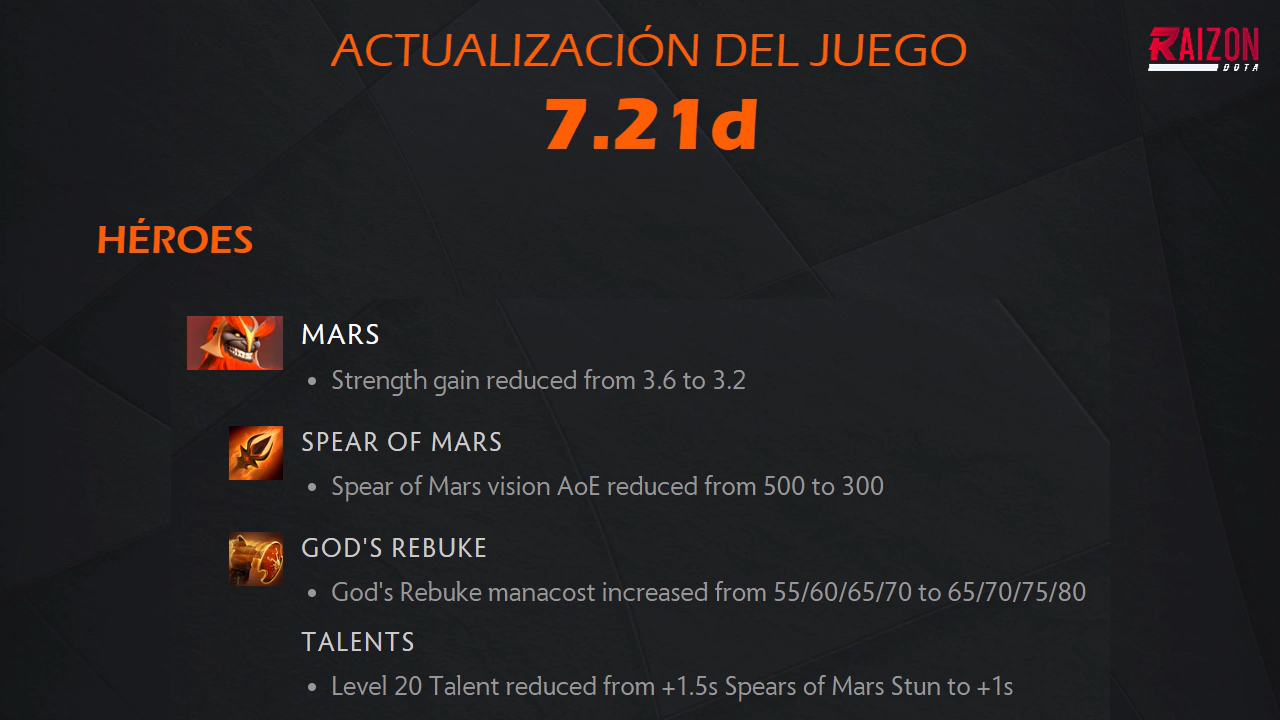 ACTUALIZACIÓN DEL JUEGO
RAIZON
DOTA
7.21d
HÉROES
MARS
• Strength gain reduced from 3.6 to 3.2
SPEAR OF MARS
• Spear of Mars vision AoE reduced from 500 to 300
GOD'S REBUKE
• God's Rebuke manacost increased from 55/60/65/70 to 65/70/75/80
TALENTS
• Level 20 Talent reduced from +1.5s Spears of Mars Stun to +1s